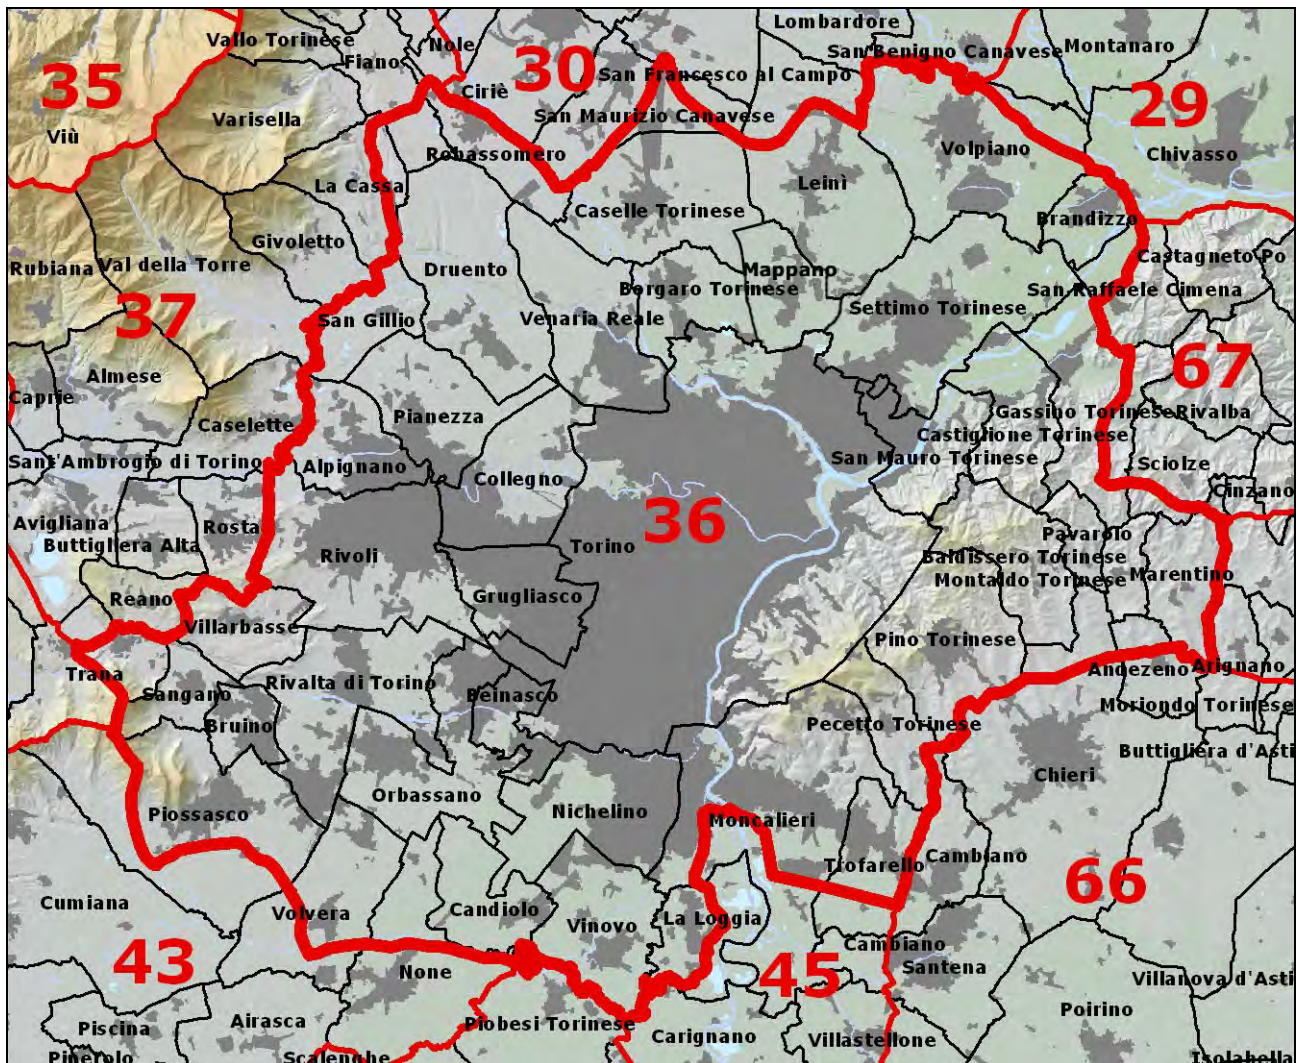 Lombardore
Vallo Torinese
Nole
San Benigno Canavese
Montanaro
Fiano
30
San Francesco al Campo
35
Ciriè
29
Varisella
San Maurizio Canavese
Viù
Volpiano
Chivasso
Robassomero
La Cassa
Leinì
Caselle Torinese
Brandizzo
Givoletto
Castagneto Po
Rubiana
Val della Torre
Druento
Mappano
Borgaro Torinese
San Raffaele Cimena
37
San Gillio
Venaria Reale
Settimo Torinese
67
Almese
Caprie
Pianezza
Gassino Torinese
Rivalba
Caselette
Castiglione Torinese
San Mauro Torinese
Sant'Ambrogio di Torino
Alpignano
Collegno
Sciolze
Cinzano
Avigliana
Rosta
36
Buttigliera Alta
Rivoli
Torino
Pavarolo
Baldissero Torinese
Montaldo Torinese
Marentino
Reano
Grugliasco
Villarbasse
Pino Torinese
Trana
Sangano
Rivalta di Torino
Beinasco
Andezeno
Arignano
Bruino
Pecetto Torinese
Moriondo Torinese
Buttigliera d'Asti
Chieri
Orbassano
Piossasco
Nichelino
Moncalieri
Trofarello
Cambiano
66
Cumiana
Volvera
Candiolo
Vinovo
La Loggia
Cambiano
43
None
45
Santena
Villanova d'Asti
Poirino
Piscina
Airasca
Piobesi Torinese
Carignano
Villastellone
Pinerolo
Scalenghe
Isolabella